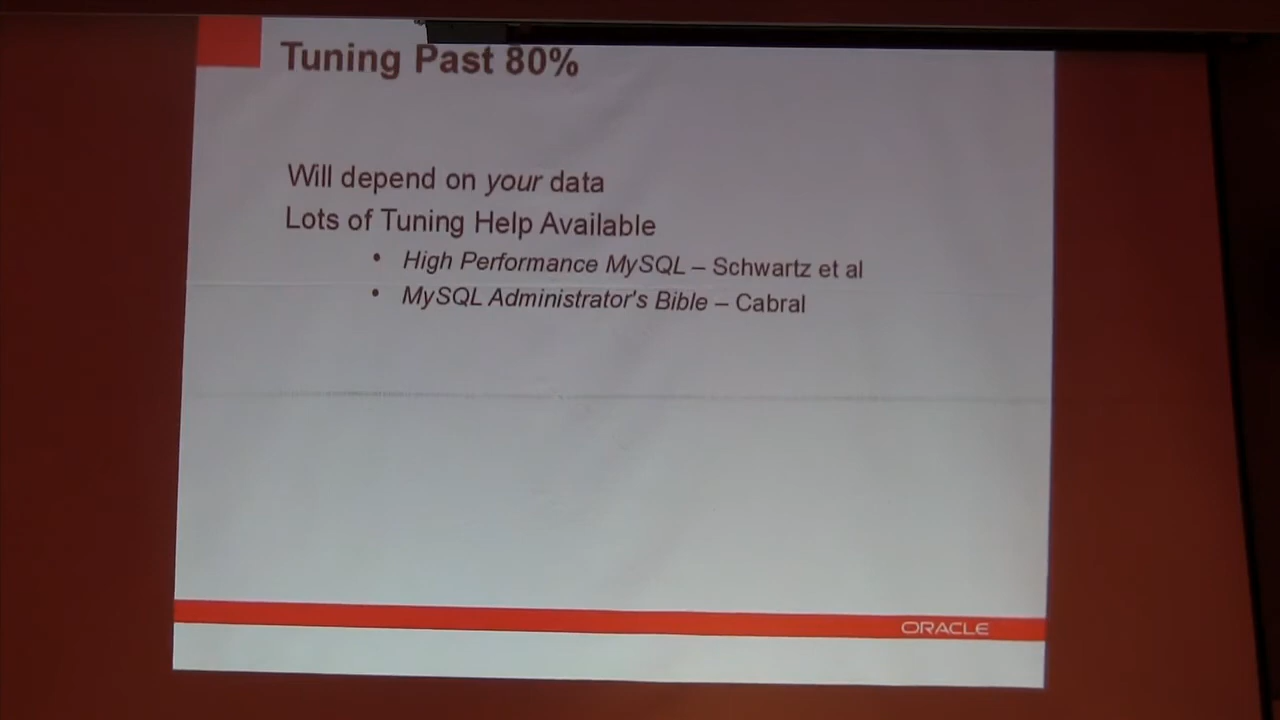 Tuning Past 80%
Will depend on your data
Lots of Tuning Help Available
• High Performance MySQL – Schwartz et al
• MySQL Administrator's Bible – Cabral
ORACLE